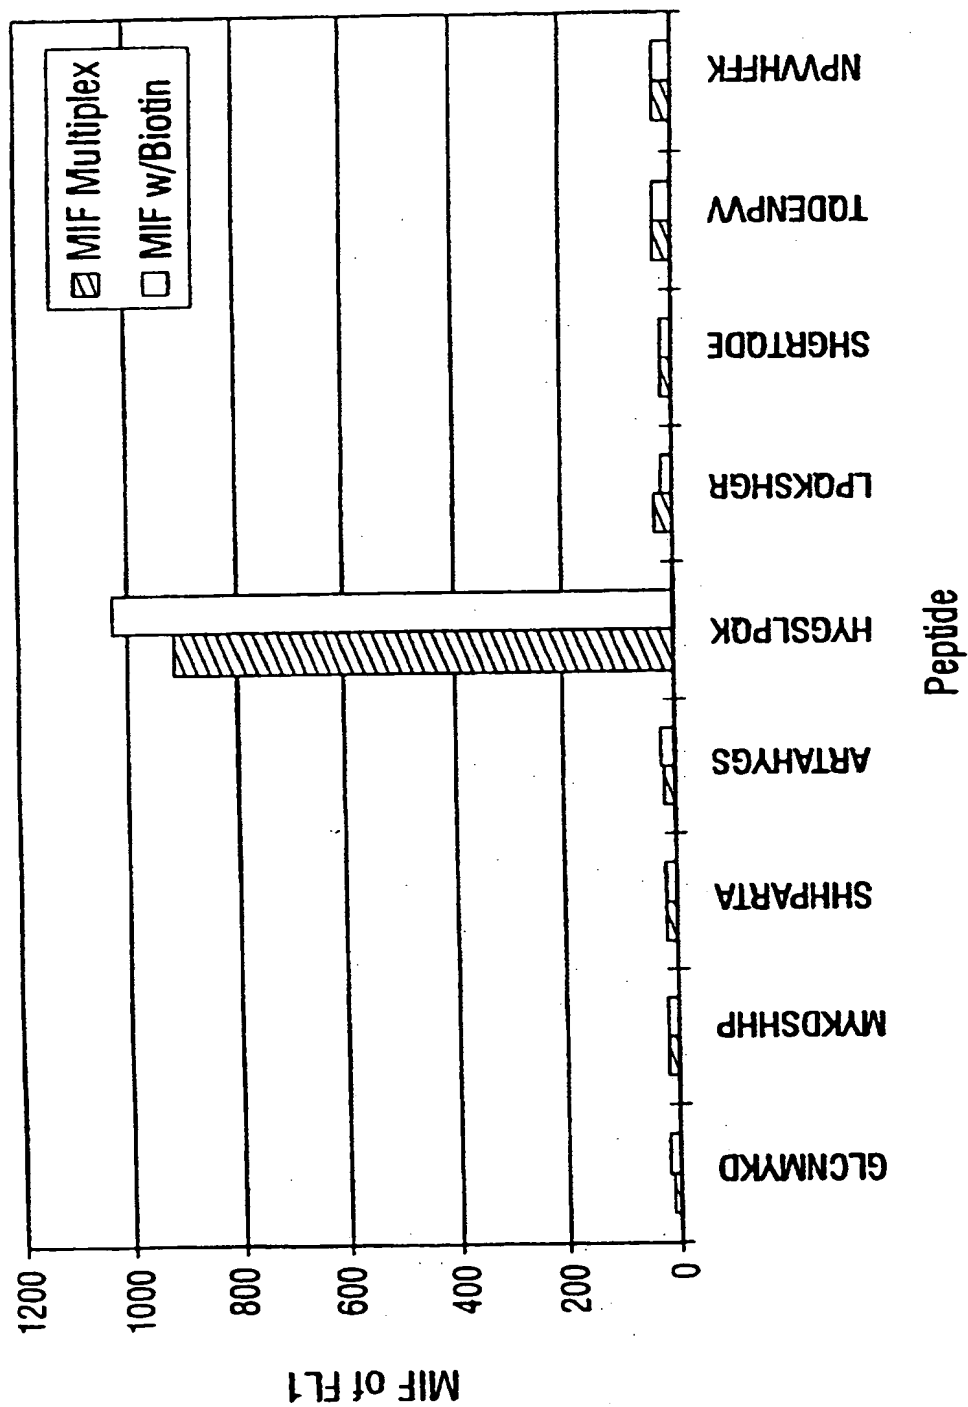 MIF of FL1
1200
1000
800
600
400
200
0
MIF Multiplex
MIF w/Biotin
GLCNMYKD
MYKDSHHP
SHHPARTA
ARTAHYGS
HYGSLPQK
LPQKSHGR
SHGRTQDE
TQDENPVV
NPVVHFFK
Peptide